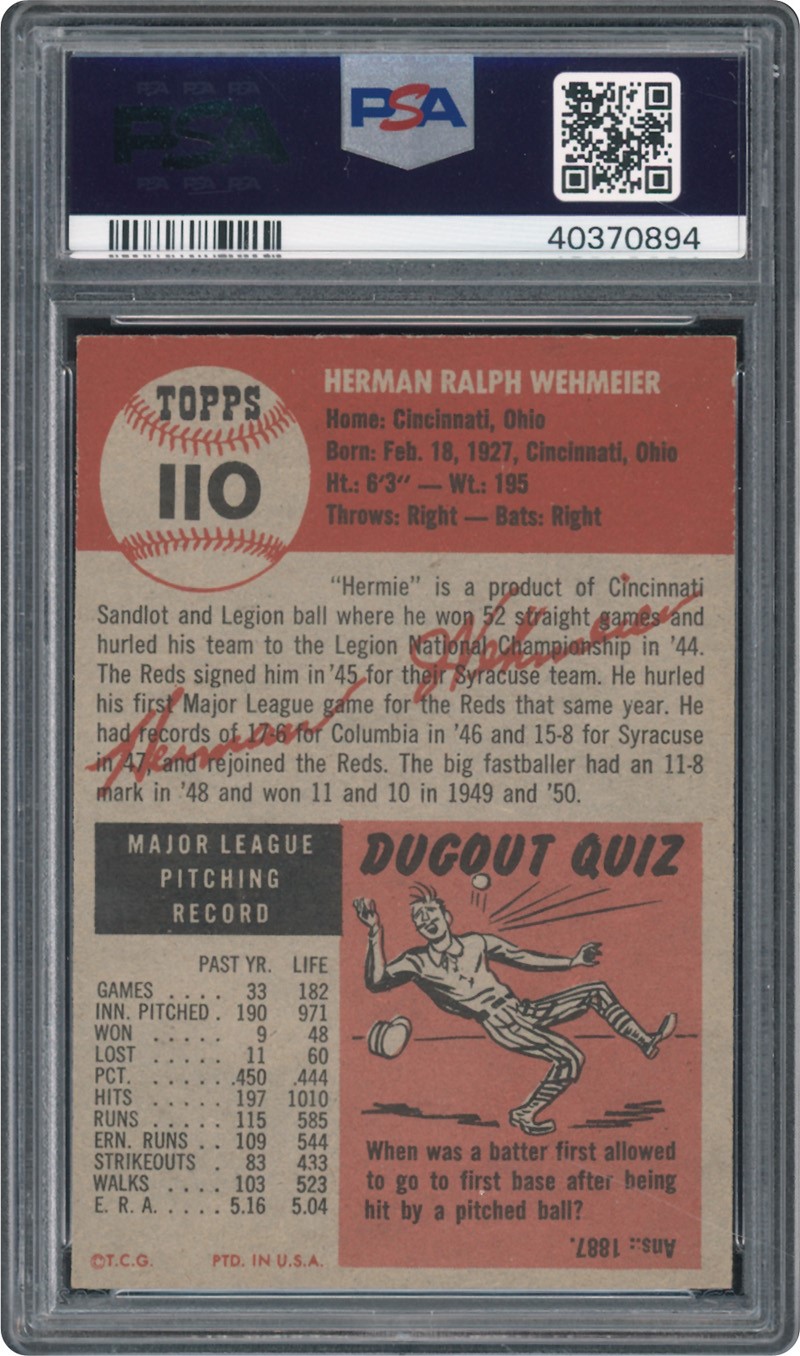 PSA PSA PSA
PSA
PSA PSA PSA
PSA
40370894
TOPPS
110
HERMAN RALPH WEHMEIER
Home: Cincinnati, Ohio
Born: Feb. 18, 1927, Cincinnati, Ohio
Ht.: 6'3" — Wt.: 195
Throws: Right — Bats: Right
"Hermie" is a product of Cincinnati
Sandlot and Legion ball where he won 52 straight games and
hurled his team to the Legion National Championship in '44.
The Reds signed him in '45 for their Syracuse team. He hurled
his first Major League game for the Reds that same year. He
had records of 17-6 for Columbia in '46 and 15-8 for Syracuse
in '47, and rejoined the Reds. The big fastballer had an 11-8
mark in '48 and won 11 and 10 in 1949 and '50.
Herman Wehmeier
MAJOR LEAGUE
PITCHING
RECORD
PAST YR. LIFE
GAMES .... 33 182
INN. PITCHED . 190 971
WON ..... 9 48
LOST ..... 11 60
PCT. ...... .450 .444
HITS ..... 197 1010
RUNS ..... 115 585
ERN. RUNS .. 109 544
STRIKEOUTS . 83 433
WALKS .... 103 523
E. R. A. ..... 5.16 5.04
©T.C.G. PTD. IN U.S.A.
DUGOUT QUIZ
When was a batter first allowed
to go to first base after being
hit by a pitched ball?
Ans.: 1887.